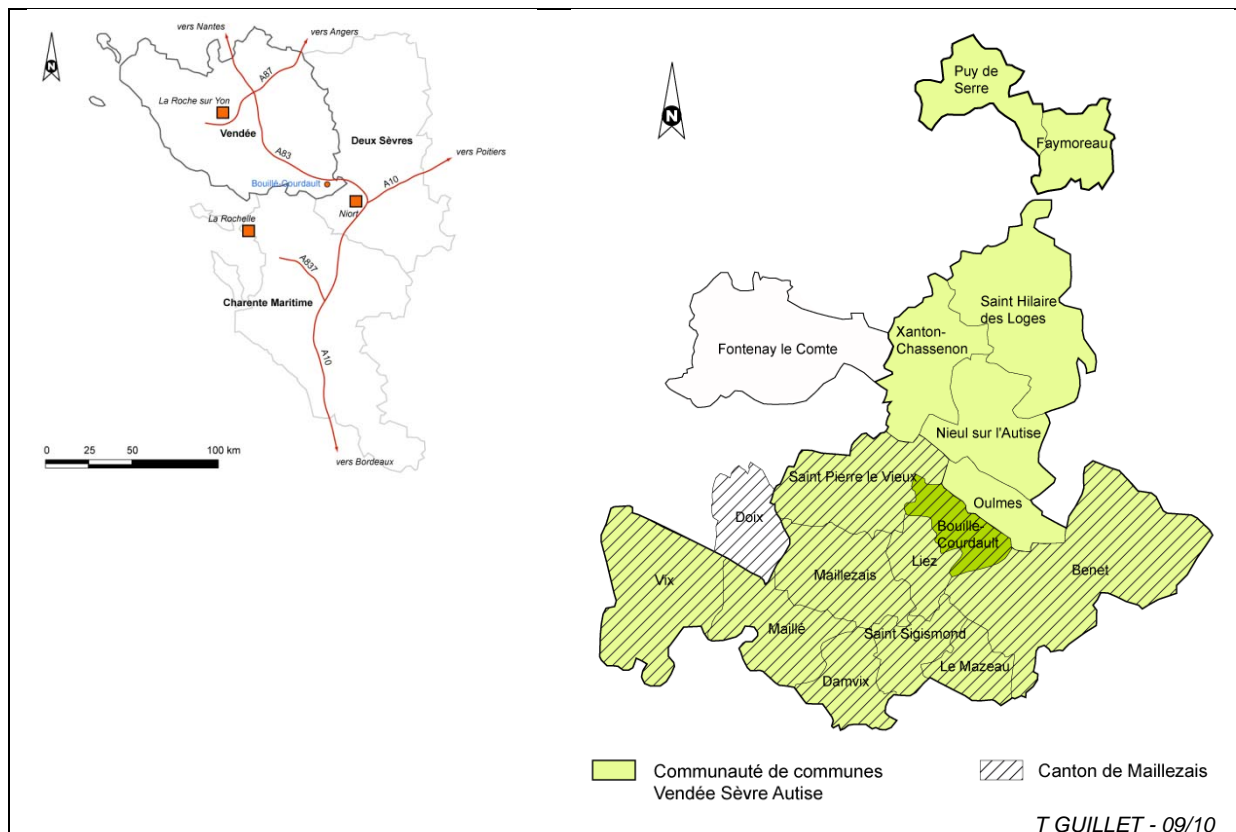 vers Nantes
vers Angers
N
A87
La Roche sur Yon
Vendée
Deux Sèvres
vers Poitiers
A83
A10
Bouillé-Courdault
Niort
La Rochelle
A837
Charente Maritime
A10
0 25 50 100 km
vers Bordeaux
N
Puy de
Serre
Faymoreau
Saint Hilaire
des Loges
Xanton-
Chassenon
Fontenay le Comte
Nieul sur l'Autise
Saint Pierre le Vieux
Oulmes
Doix
Bouillé-
Courdault
Liez
Benet
Vix
Maillezais
Maillé
Saint Sigismond
Le Mazeau
Damvix
Communauté de communes
Vendée Sèvre Autise
Canton de Maillezais
T GUILLET - 09/10